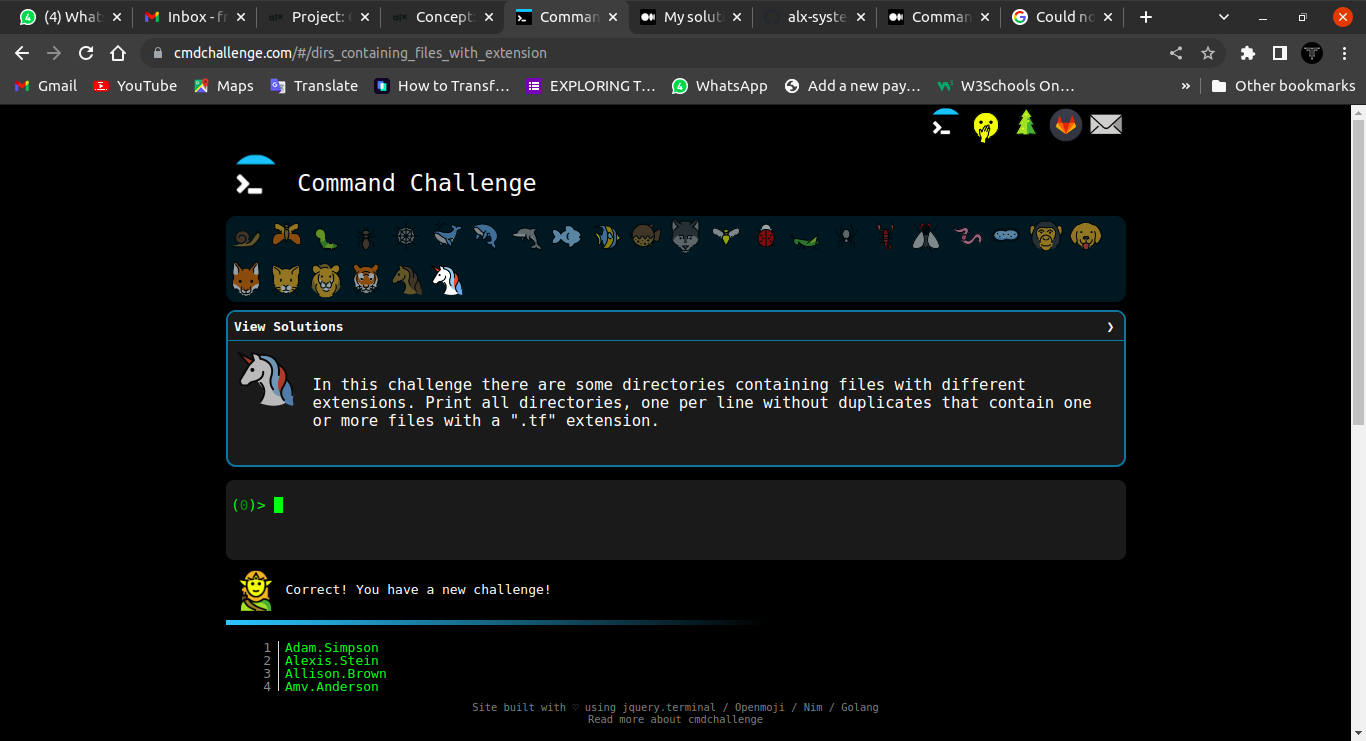 (4) What
Inbox - fr
Project:
Concept:
Comman
My solut
alx-syste
Comman
Could no
cmdchallenge.com/#/dirs_containing_files_with_extension
Gmail
YouTube
Maps
Translate
How to Transf…
EXPLORING T…
WhatsApp
Add a new pay…
W3Schools On…
»
Other bookmarks
Command Challenge
View Solutions ❯
In this challenge there are some directories containing files with different
extensions. Print all directories, one per line without duplicates that contain one
or more files with a ".tf" extension.
(0)>
Correct! You have a new challenge!
1 Adam.Simpson
2 Alexis.Stein
3 Allison.Brown
4 Amy.Anderson
Site built with ♡ using jquery.terminal / Openmoji / Nim / Golang
Read more about cmdchallenge